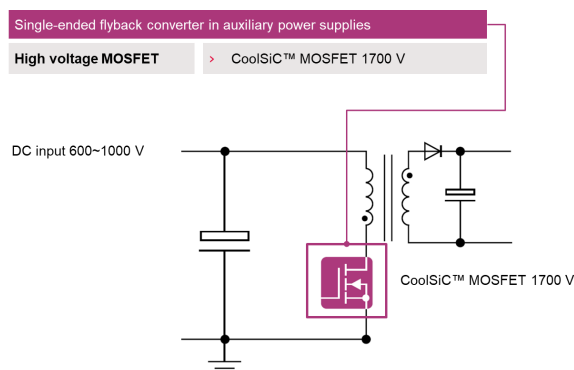 Single-ended flyback converter in auxiliary power supplies
High voltage MOSFET
> CoolSiC™ MOSFET 1700 V
DC input 600~1000 V
CoolSiC™ MOSFET 1700 V